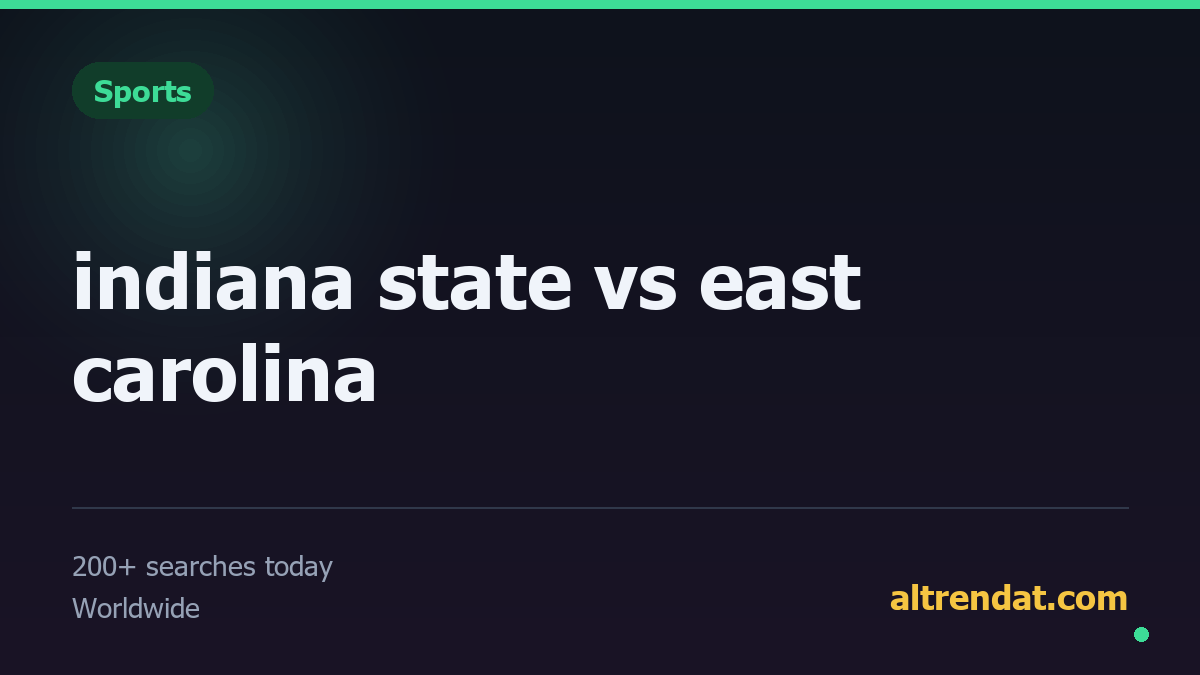 Sports
indiana state vs east
carolina
200+ searches today
Worldwide
altrendat.com